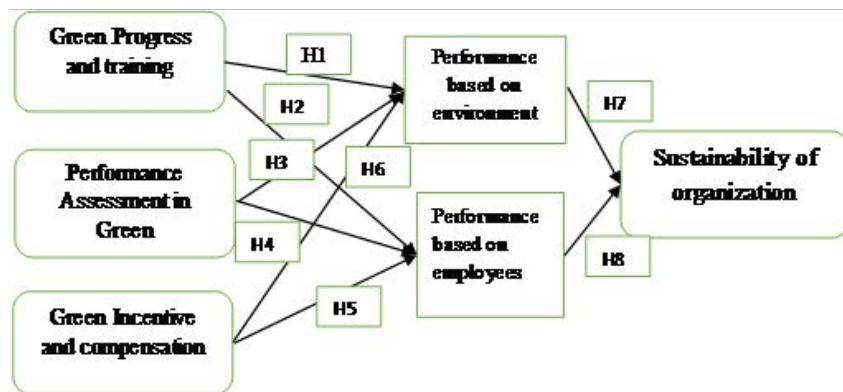 Green Progress
and training
H1
H2
Performance
based on
environment
H7
Performance
Assessment in
Green
H3
H6
Sustainability of
organization
H4
Performance
based on
employees
H8
Green Incentive
and compensation
H5